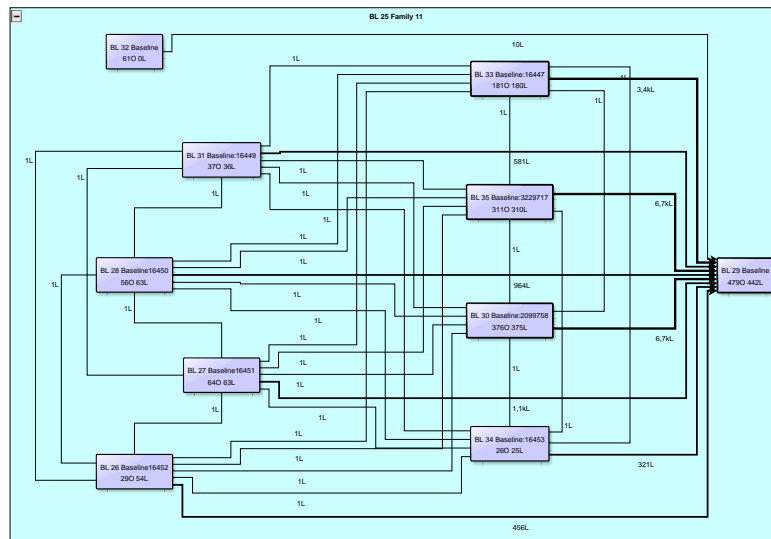 BL 25 Family 11
BL 32 Baseline
61O 0L
10L
1L
1L
BL 33 Baseline:16447
181O 180L
3,4kL
1L
1L
1L
1L
1L
BL 31 Baseline:16449
37O 36L
1L
581L
1L
1L
1L
BL 35 Baseline:3229717
311O 310L
6,7kL
1L
1L
1L
1L
BL 28 Baseline16450
56O 63L
1L
BL 29 Baseline
479O 442L
964L
1L
1L
BL 30 Baseline:2099758
376O 375L
6,7kL
1L
1L
BL 27 Baseline16451
64O 63L
1L
1L
1L
1,1kL
1L
1L
1L
BL 34 Baseline:16453
26O 25L
1L
1L
BL 26 Baseline16452
29O 54L
321L
1L
456L